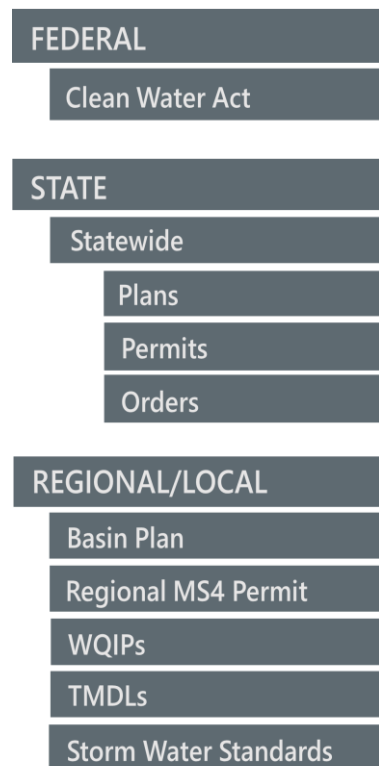 FEDERAL
Clean Water Act
STATE
Statewide
Plans
Permits
Orders
REGIONAL/LOCAL
Basin Plan
Regional MS4 Permit
WQIPs
TMDLs
Storm Water Standards